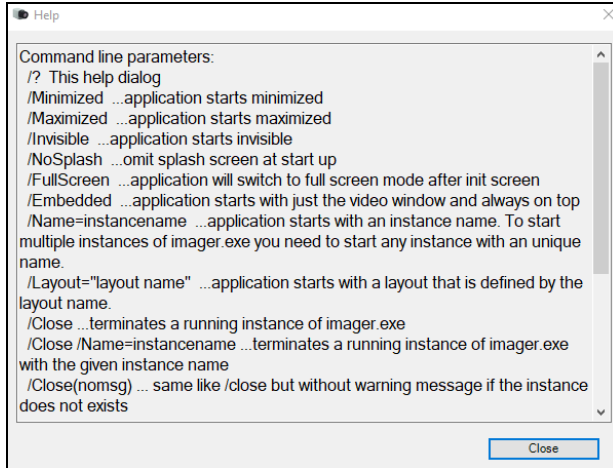 Help
Command line parameters:
/? This help dialog
/Minimized ...application starts minimized
/Maximized ...application starts maximized
/Invisible ...application starts invisible
/NoSplash ...omit splash screen at start up
/FullScreen ...application will switch to full screen mode after init screen
/Embedded ...application starts with just the video window and always on top
/Name=instancename ...application starts with an instance name. To start
multiple instances of imager.exe you need to start any instance with an unique
name.
/Layout="layout name" ...application starts with a layout that is defined by the
layout name.
/Close ...terminates a running instance of imager.exe
/Close /Name=instancename ...terminates a running instance of imager.exe
with the given instance name
/Close(nomsg) ... same like /close but without warning message if the instance
does not exists
Close